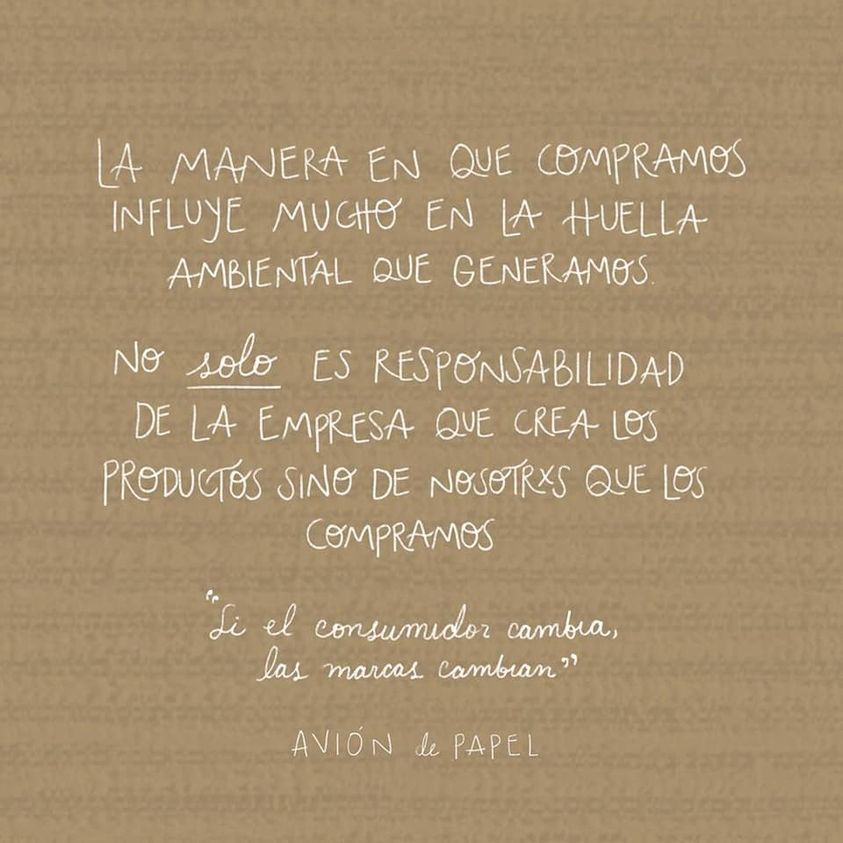 LA MANERA EN QUE COMPRAMOS
INFLUYE MUCHO EN LA HUELLA
AMBIENTAL QUE GENERAMOS.
NO solo ES RESPONSABILIDAD
DE LA EMPRESA QUE CREA LOS
PRODUCTOS SINO DE NOSOTRXS QUE LOS
COMPRAMOS
"Si el consumidor cambia,
las marcas cambian"
AVIÓN de PAPEL